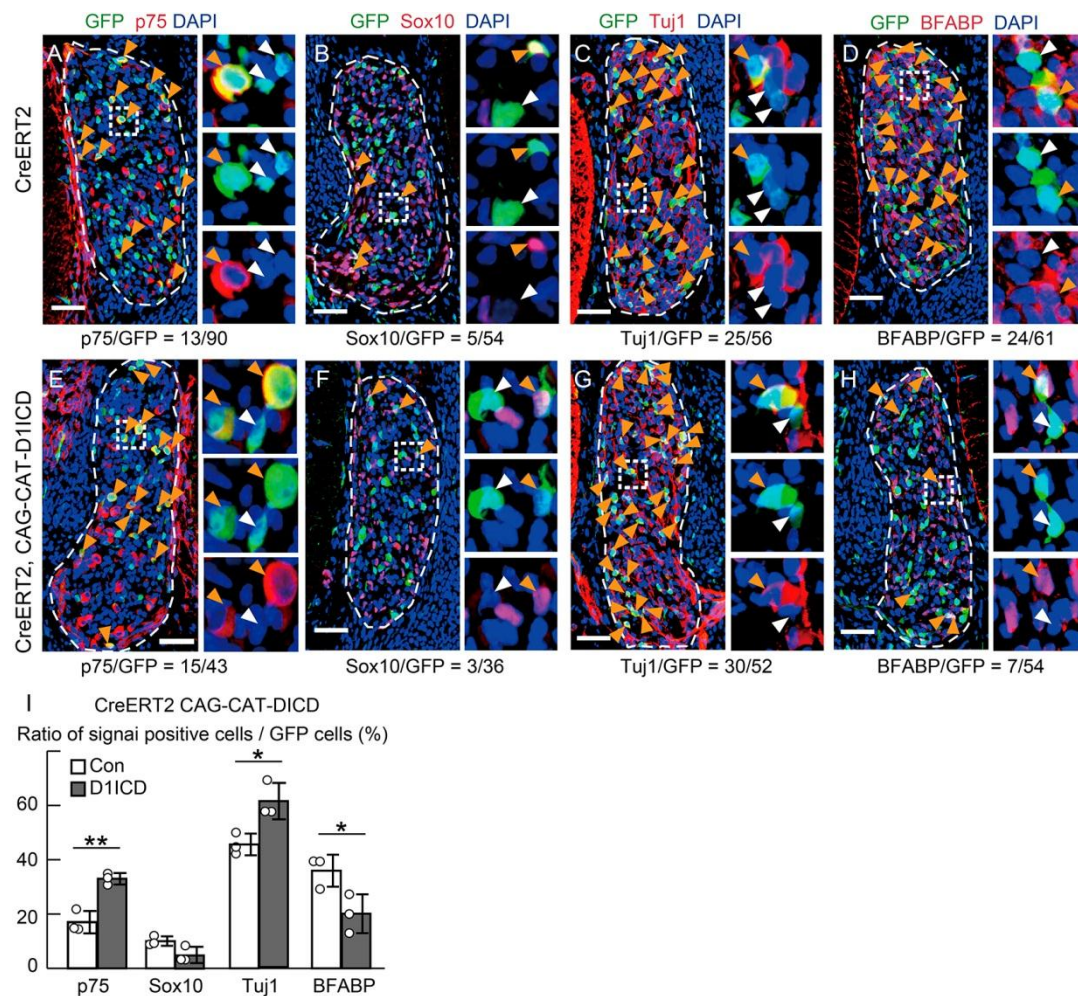 GFP p75 DAPI
GFP Sox10 DAPI
GFP Tuj1 DAPI
GFP BFABP DAPI
CreERT2
A
B
C
D
p75/GFP = 13/90
Sox10/GFP = 5/54
Tuj1/GFP = 25/56
BFABP/GFP = 24/61
CreERT2, CAG-CAT-D1ICD
E
F
G
H
p75/GFP = 15/43
Sox10/GFP = 3/36
Tuj1/GFP = 30/52
BFABP/GFP = 7/54
I CreERT2 CAG-CAT-DICD
Ratio of signai positive cells / GFP cells (%)
Con
D1ICD
**
*
*
60
40
20
0
p75 Sox10 Tuj1 BFABP